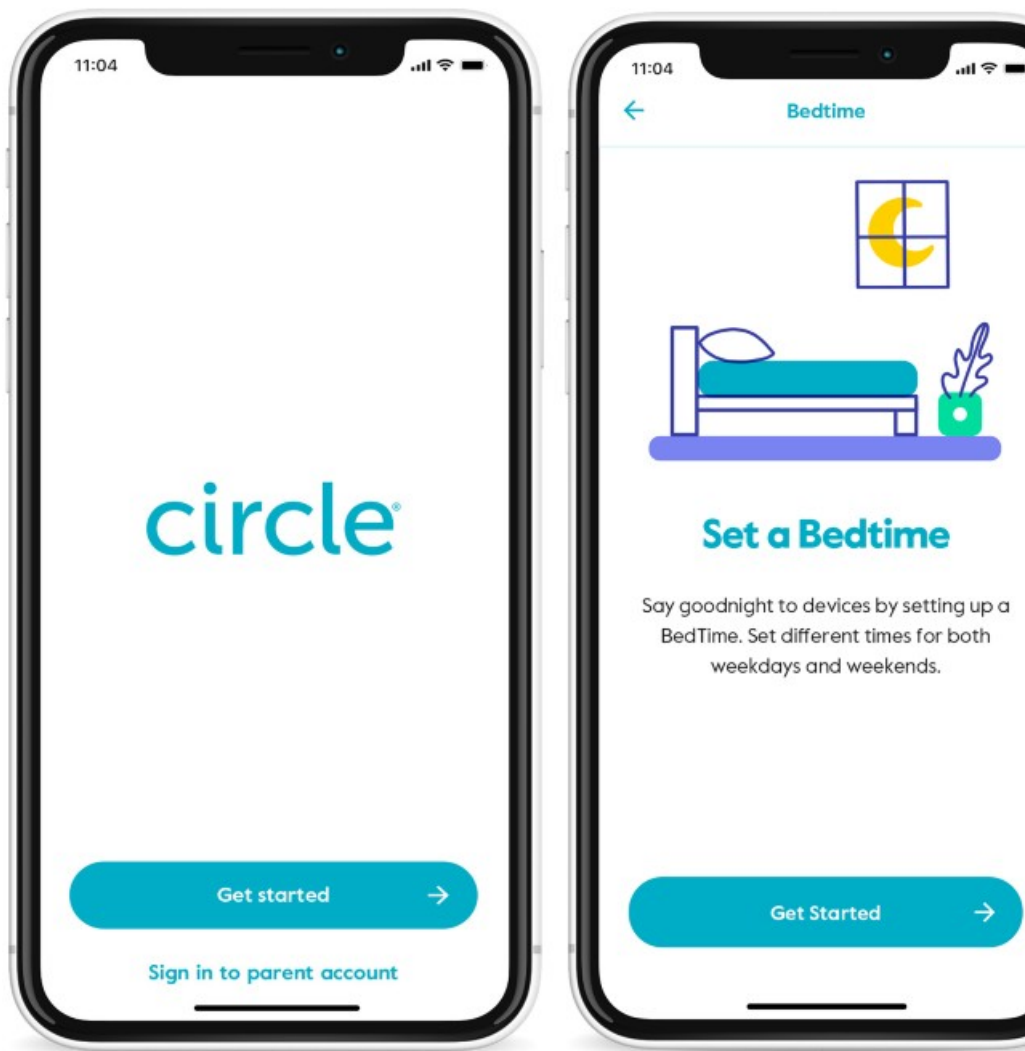 11:04
circle®
Get started
Sign in to parent account
11:04
Bedtime
Set a Bedtime
Say goodnight to devices by setting up a
BedTime. Set different times for both
weekdays and weekends.
Get Started